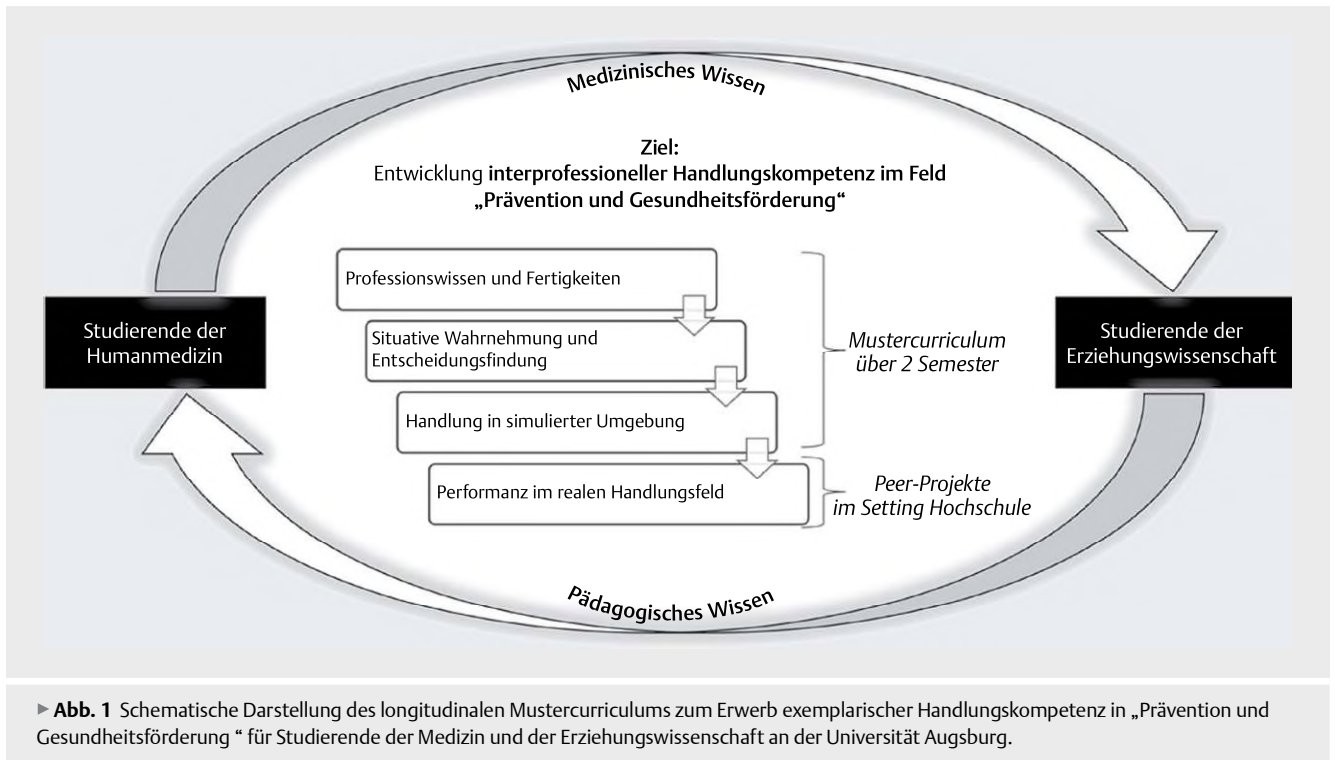 Medizinisches Wissen
Ziel:
Entwicklung interprofessioneller Handlungskompetenz im Feld
„Prävention und Gesundheitsförderung“
Professionswissen und Fertigkeiten
Situative Wahrnehmung und
Entscheidungsfindung
Handlung in simulierter Umgebung
Performanz im realen Handlungsfeld
Mustercurriculum
über 2 Semester
Peer-Projekte
im Setting Hochschule
Studierende der
Humanmedizin
Studierende der
Erziehungswissenschaft
Pädagogisches Wissen
▶ Abb. 1 Schematische Darstellung des longitudinalen Mustercurriculums zum Erwerb exemplarischer Handlungskompetenz in „Prävention und
Gesundheitsförderung “ für Studierende der Medizin und der Erziehungswissenschaft an der Universität Augsburg.